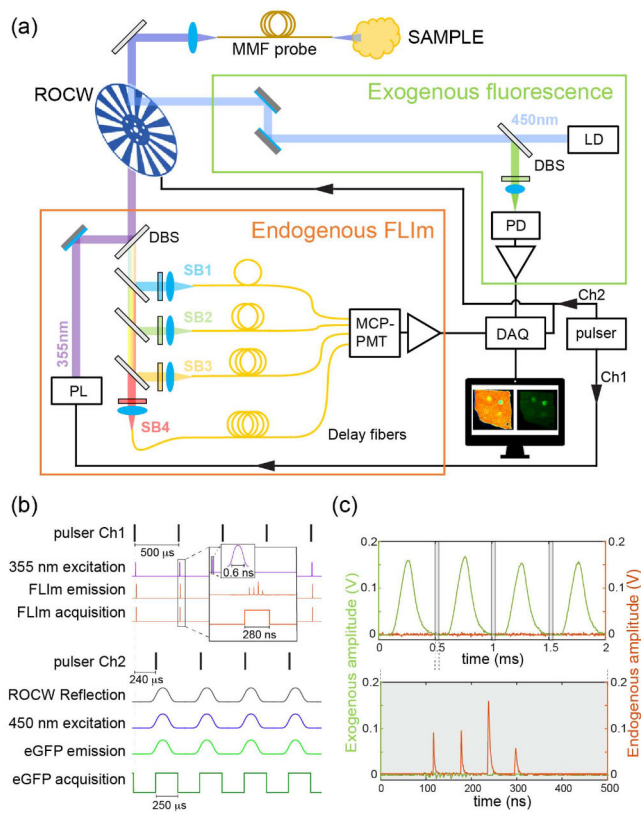 (a)
MMF probe
SAMPLE
ROCW
Exogenous fluorescence
450nm
LD
DBS
PD
DBS
Endogenous FLIm
SB1
SB2
SB3
SB4
355nm
PL
MCP-
PMT
Delay fibers
DAQ
Ch2
pulser
Ch1
(b)
pulser Ch1
500 µs
355 nm excitation
0.6 ns
FLIm emission
FLIm acquisition
280 ns
pulser Ch2
240 µs
ROCW Reflection
450 nm excitation
eGFP emission
eGFP acquisition
250 µs
(c)
Exogenous amplitude (V)
Endogenous amplitude (V)
0.2
0.1
0
0.2
0.1
0
0 0.5 1 1.5 2
time (ms)
0.2
0.1
0
0.2
0.1
0
0 100 200 300 400 500
time (ns)